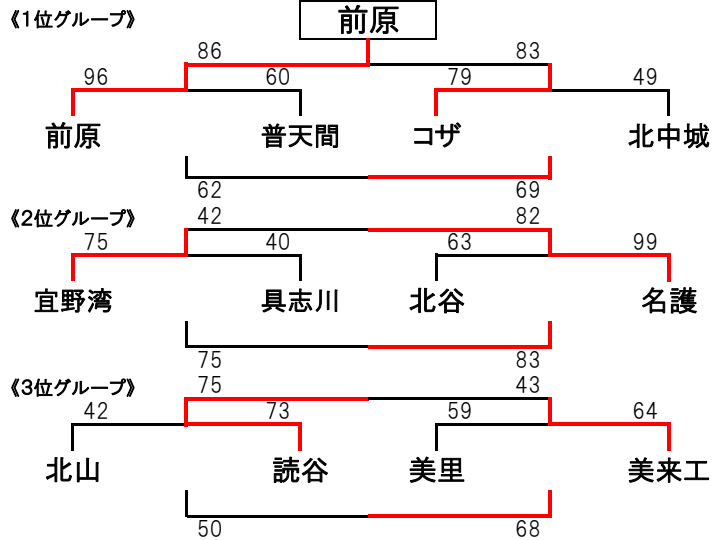 前原
《1位グループ》
86 83
96 60 79 49
前原 普天間 コザ 北中城
62 69
《2位グループ》
42 82
75 40 63 99
宜野湾 具志川 北谷 名護
75 83
《3位グループ》
75 43
42 73 59 64
北山 読谷 美里 美来工
50 68